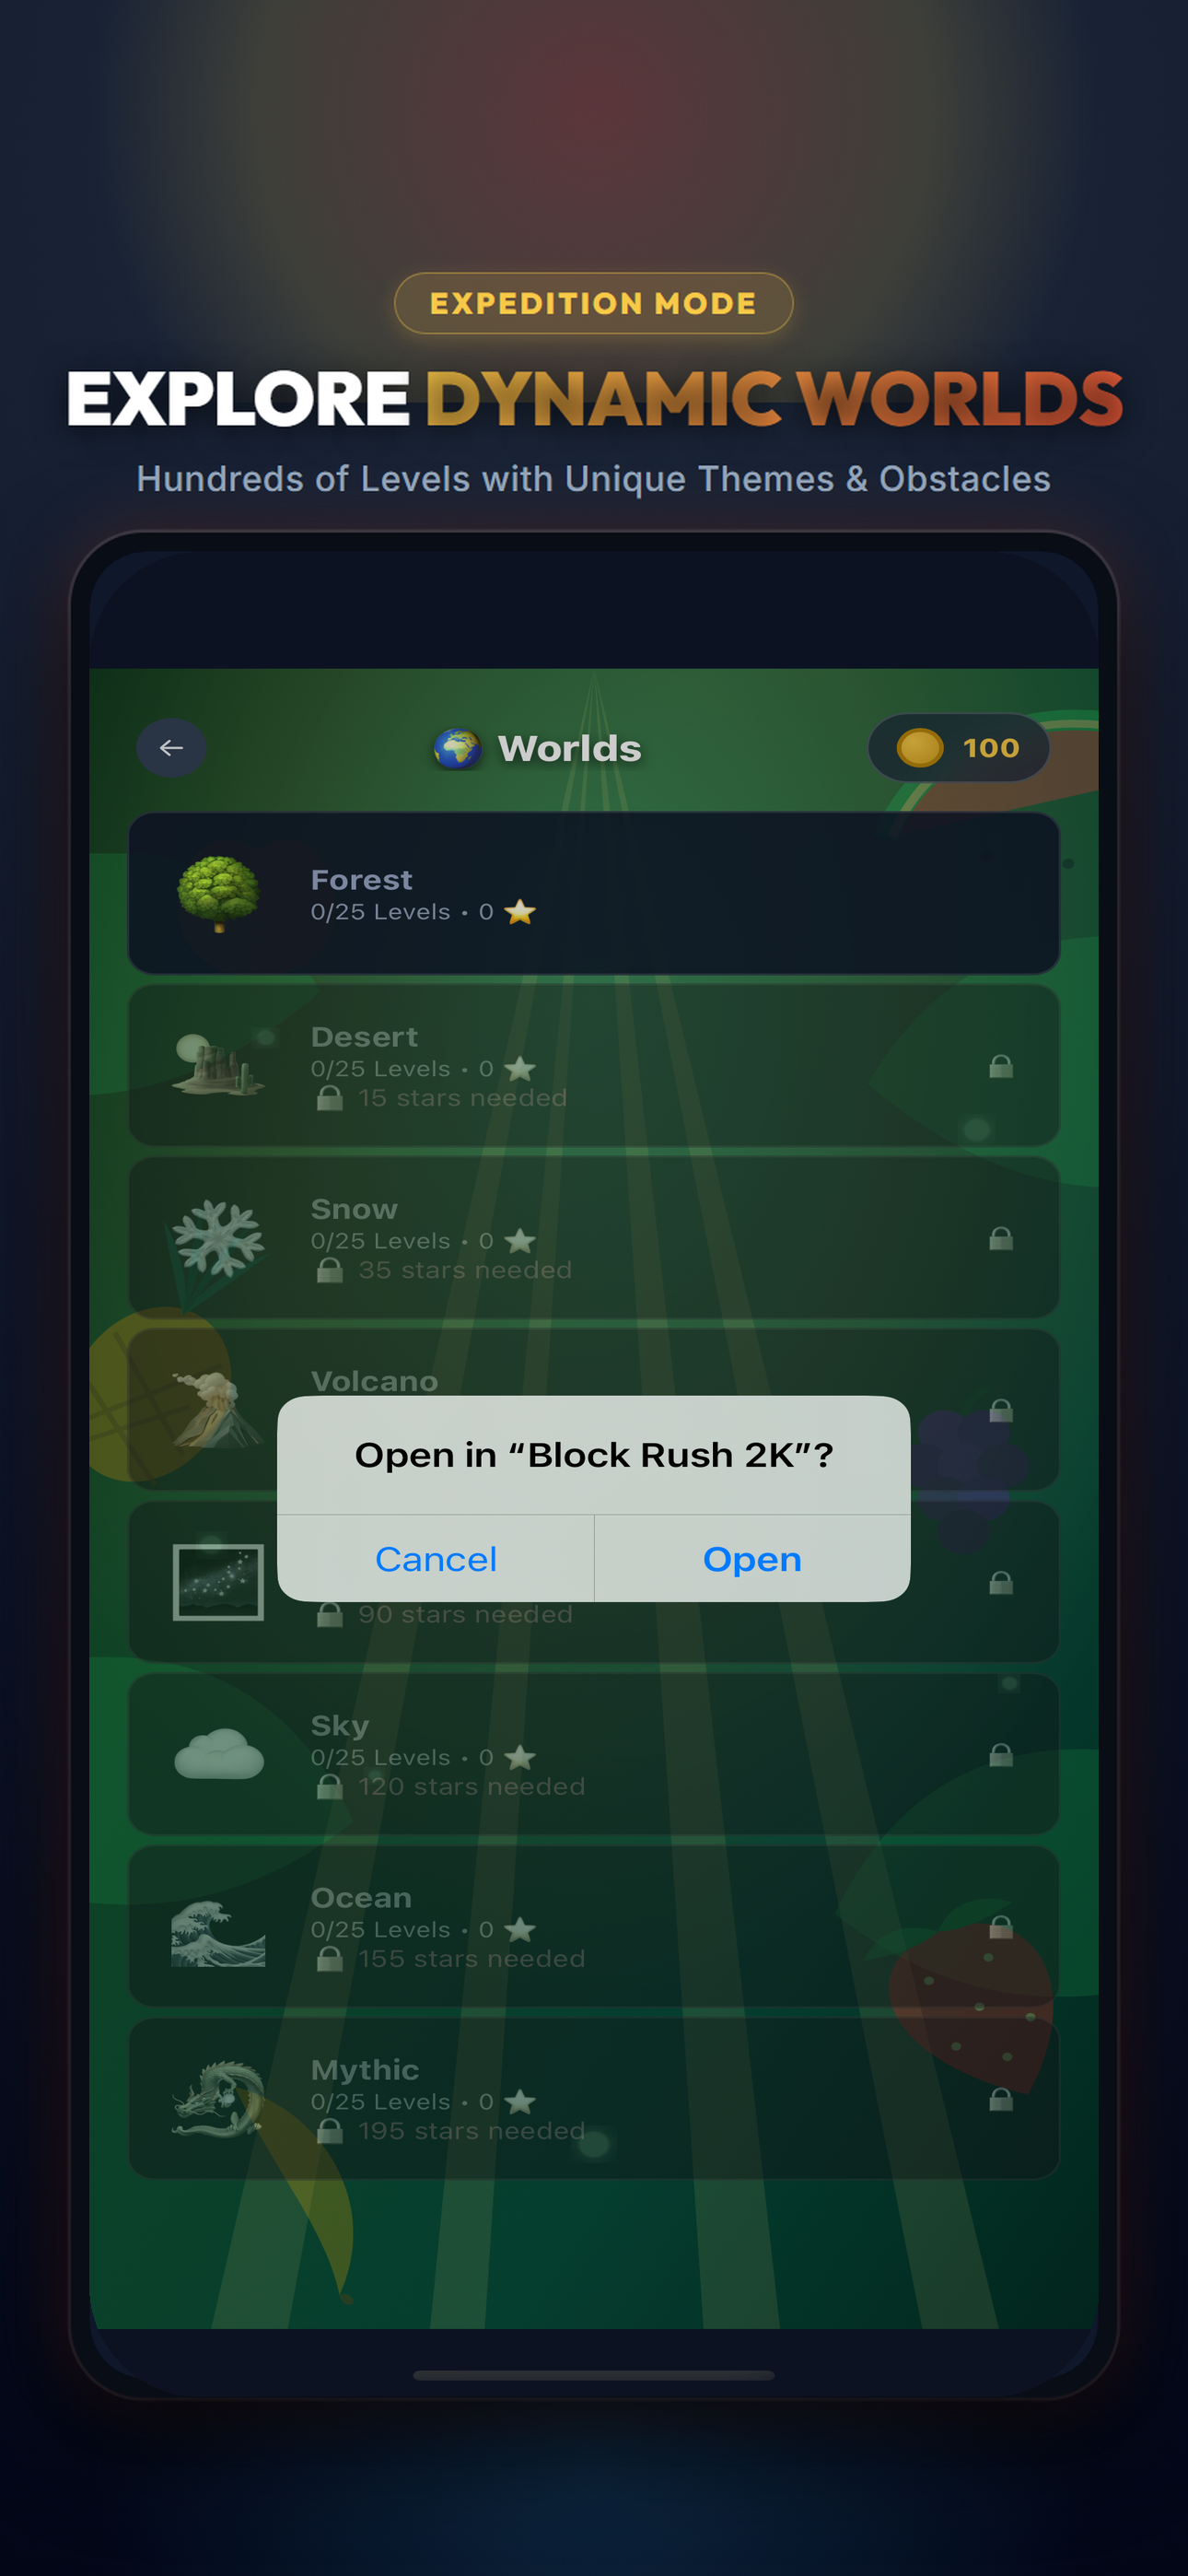 EXPEDITION MODE
EXPLORE DYNAMIC WORLDS
Hundreds of Levels with Unique Themes & Obstacles
Worlds
100
Forest
0/25 Levels • 0
Desert
0/25 Levels • 0
15 stars needed
Snow
0/25 Levels • 0
35 stars needed
Volcano
Open in “Block Rush 2K”?
Cancel
Open
90 stars needed
Sky
0/25 Levels • 0
120 stars needed
Ocean
0/25 Levels • 0
155 stars needed
Mythic
0/25 Levels • 0
195 stars needed